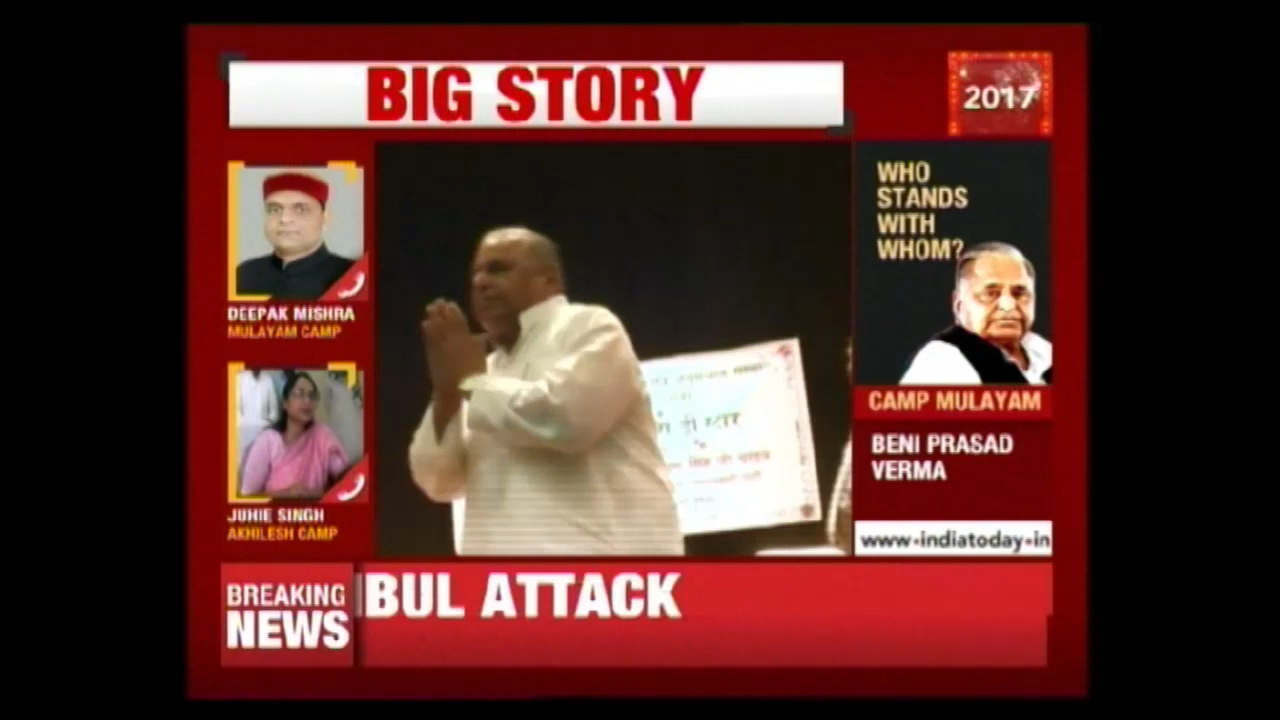 BIG STORY
2017
DEEPAK MISHRA
MULAYAM CAMP
JUHIE SINGH
AKHILESH CAMP
डी स्टार
WHO
STANDS
WITH
WHOM?
CAMP MULAYAM
BENI PRASAD
VERMA
www·indiatoday·in
BREAKING
NEWS
BUL ATTACK